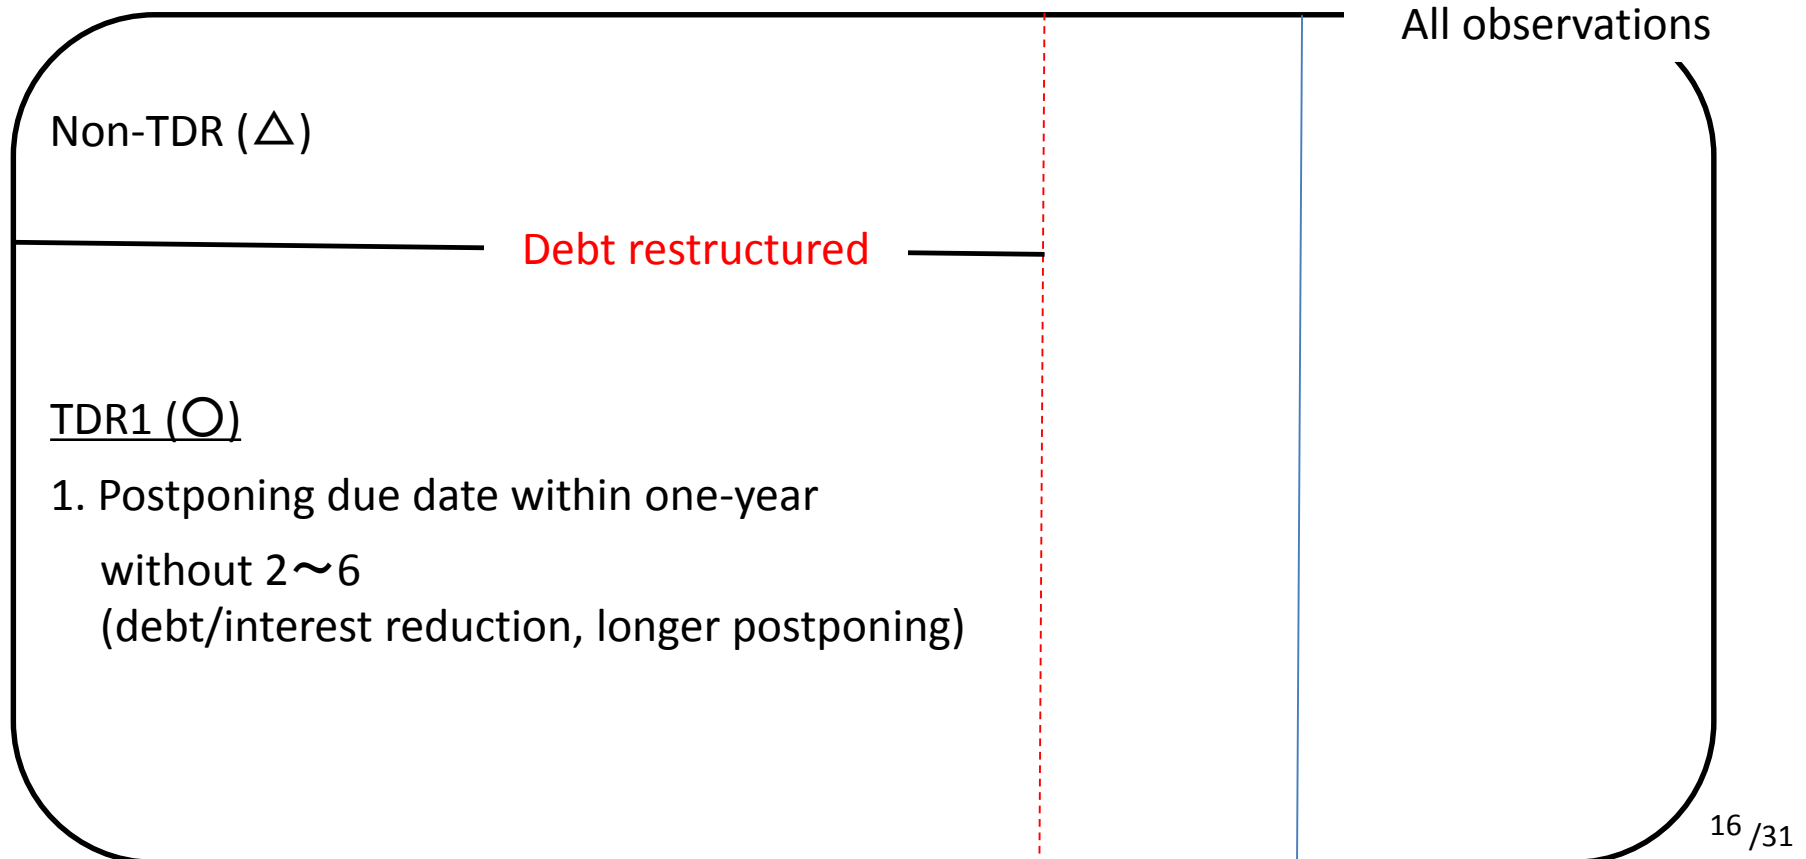 All observations
Non-TDR (△)
Debt restructured
TDR1 (〇)
1. Postponing due date within one-year
without 2～6
(debt/interest reduction, longer postponing)
16 /31